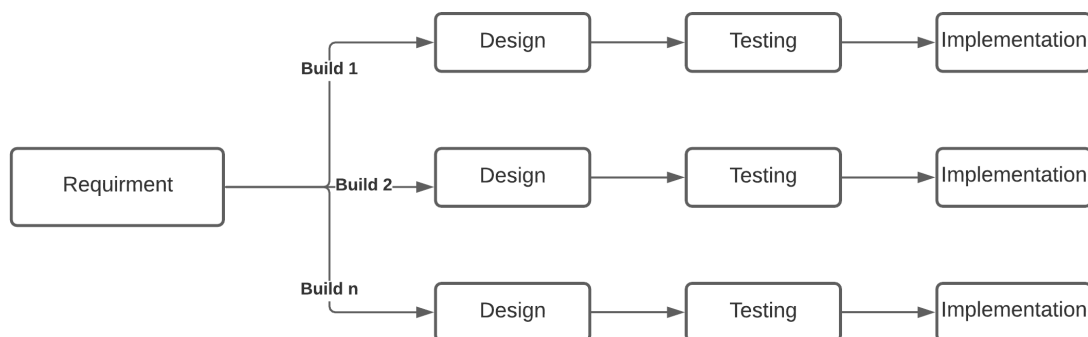 Build 1
Design
Testing
Implementation
Requirment
Build 2
Design
Testing
Implementation
Build n
Design
Testing
Implementation